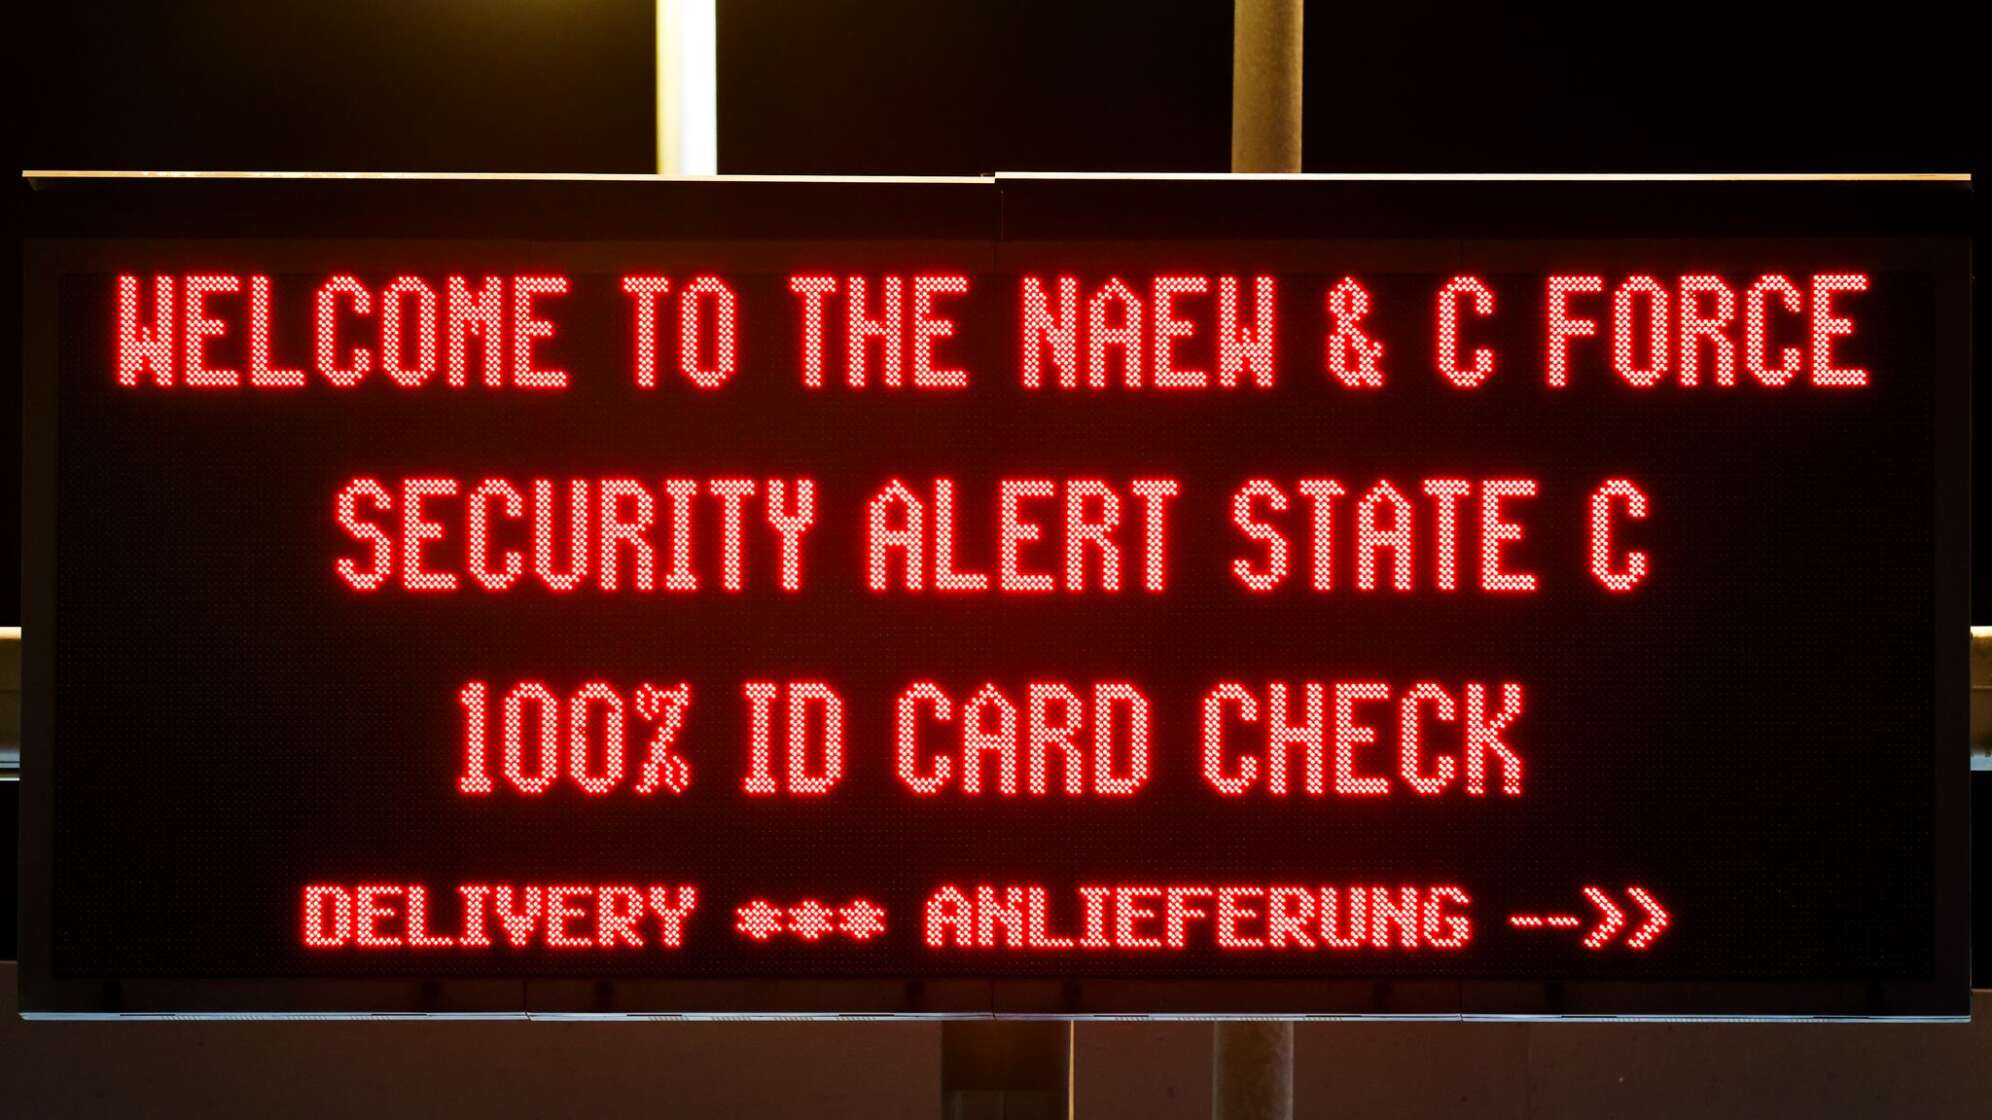 WELCOME TO THE NAEW & C FORCE
SECURITY ALERT STATE C
100% ID CARD CHECK
DELIVERY *** ANLIEFERUNG -->>